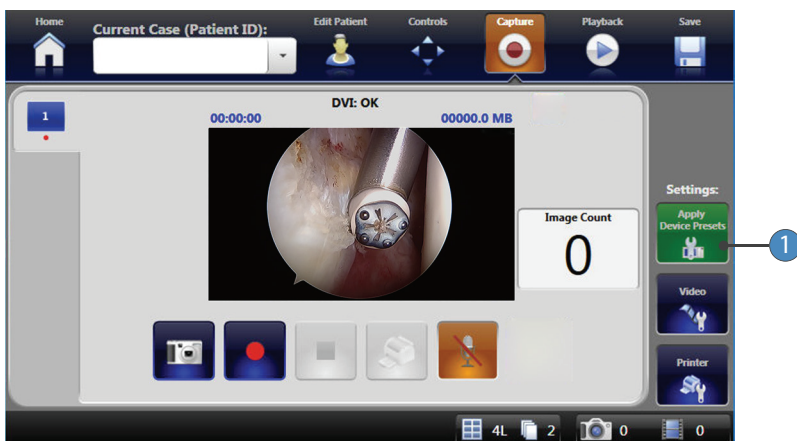 Home
Current Case (Patient ID):
Edit Patient
Controls
Capture
Playback
Save
1
DVI: OK
00:00:00
00000.0 MB
Image Count
0
Settings:
Apply
Device Presets
1
Video
Printer
4L
2
0
0